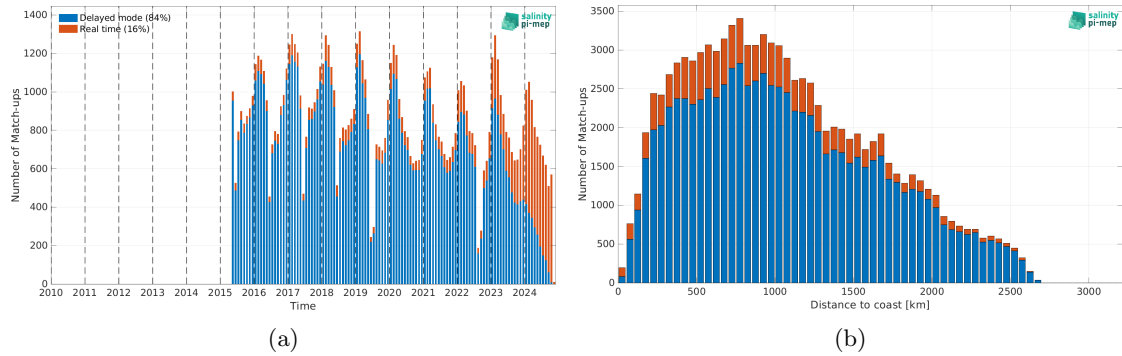 Delayed mode (84%)
Real time (16%)
salinity
pi-mep
Number of Match-ups
1400
1200
1000
800
600
400
200
0
2010 2011 2012 2013 2014 2015 2016 2017 2018 2019 2020 2021 2022 2023 2024
Time
(a)
salinity
pi-mep
Number of Match-ups
3500
3000
2500
2000
1500
1000
500
0
0 500 1000 1500 2000 2500 3000
Distance to coast [km]
(b)